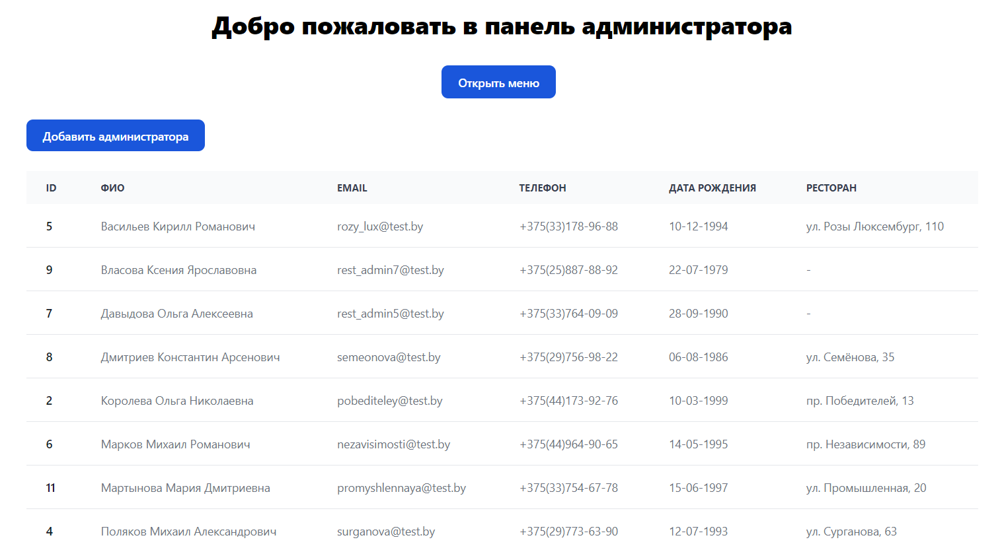 Добро пожаловать в панель администратора
Открыть меню
Добавить администратора
ID ФИО EMAIL ТЕЛЕФОН ДАТА РОЖДЕНИЯ РЕСТОРАН
5 Васильев Кирилл Романович rozy_lux@test.by +375(33)178-96-88 10-12-1994 ул. Розы Люксембург, 110
9 Власова Ксения Ярославовна rest_admin7@test.by +375(25)887-88-92 22-07-1979 -
7 Давыдова Ольга Алексеевна rest_admin5@test.by +375(33)764-09-09 28-09-1990 -
8 Дмитриев Константин Арсенович semeonova@test.by +375(29)756-98-22 06-08-1986 ул. Семёнова, 35
2 Королева Ольга Николаевна pobediteley@test.by +375(44)173-92-76 10-03-1999 пр. Победителей, 13
6 Марков Михаил Романович nezavisimosti@test.by +375(44)964-90-65 14-05-1995 пр. Независимости, 89
11 Мартынова Мария Дмитриевна promyshlennaya@test.by +375(33)754-67-78 15-06-1997 ул. Промышленная, 20
4 Поляков Михаил Александрович surganova@test.by +375(29)773-63-90 12-07-1993 ул. Сурганова, 63